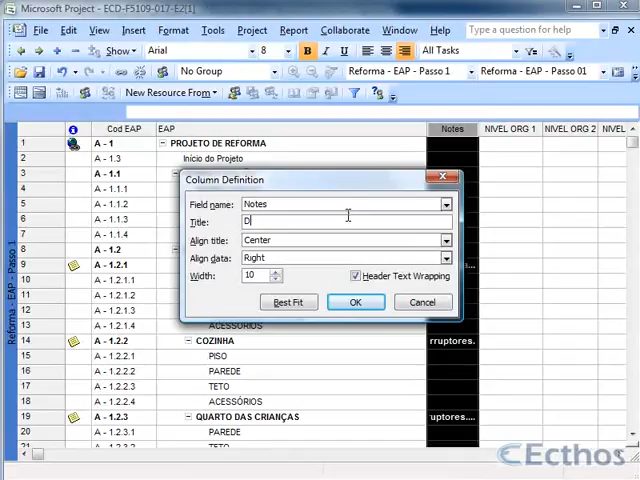 Microsoft Project - ECD-F5109-017-E2(1)
File Edit View Insert Format Tools Project Report Collaborate Window Help Type a question for help
Show Arial 8 B I U All Tasks
No Group Reforma - EAP - Passo 1 Reforma - EAP - Passo 01
New Resource From
Cod EAP EAP Notes NIVEL ORG 1 NIVEL ORG 2 NIVEL
1 A - 1 PROJETO DE REFORMA
2 A - 1.3 Início do Projeto
3 A - 1.1
4 A - 1.1.1
5 A - 1.1.2
6 A - 1.1.3
7 A - 1.1.4
8 A - 1.2
9 A - 1.2.1
10 A - 1.2.1.1
11 A - 1.2.1.2
12 A - 1.2.1.3
13 A - 1.2.1.4 ACESSÓRIOS
14 A - 1.2.2 COZINHA rruptores....
15 A - 1.2.2.1 PISO
16 A - 1.2.2.2 PAREDE
17 A - 1.2.2.3 TETO
18 A - 1.2.2.4 ACESSÓRIOS
19 A - 1.2.3 QUARTO DAS CRIANÇAS uptores....
20 A - 1.2.3.1 PAREDE
21 A - 1.2.3.2 TETO
Reforma - EAP - Passo 1
Column Definition
Field name: Notes
Title: D
Align title: Center
Align data: Right
Width: 10 Header Text Wrapping
Best Fit OK Cancel
Ecthos